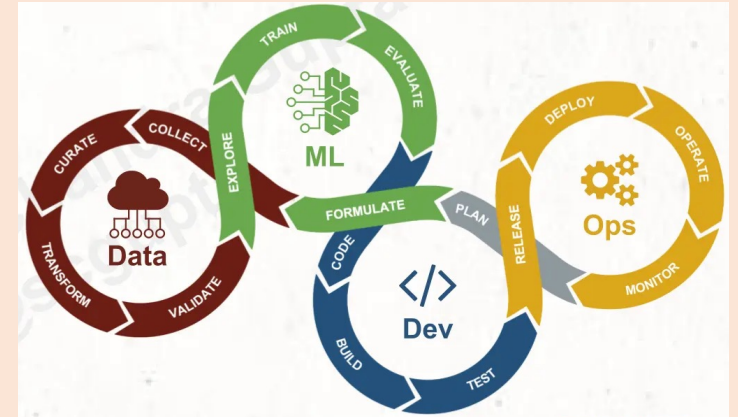 COLLECT
CURATE
TRANSFORM
VALIDATE
Data
EXPLORE
TRAIN
EVALUATE
ML
FORMULATE
PLAN
CODE
BUILD
TEST
Dev
RELEASE
DEPLOY
OPERATE
MONITOR
Ops